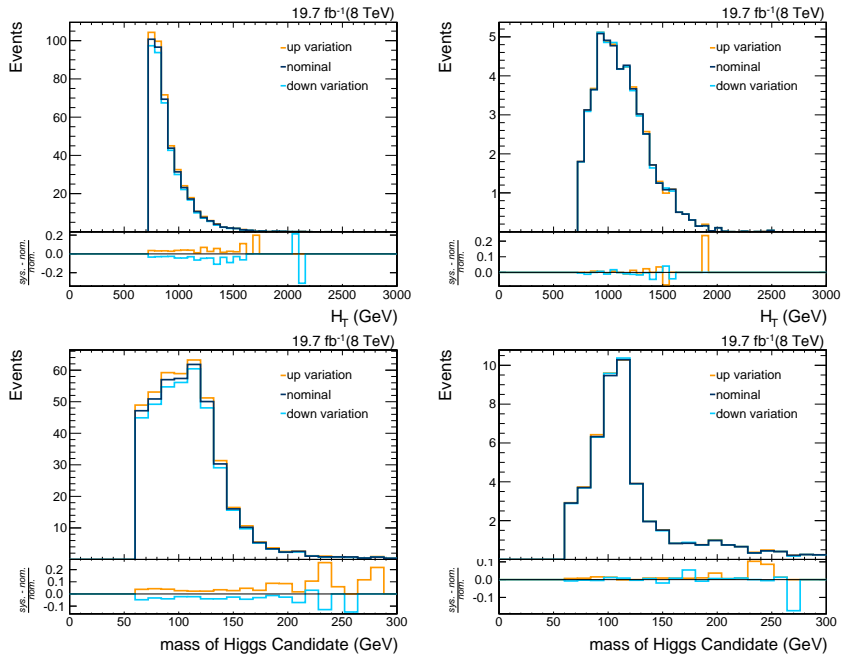 19.7 fb⁻¹(8 TeV)
Events
up variation
nominal
down variation
100
80
60
40
20
sys. - nom.
nom.
0.2
0.0
-0.2
0 500 1000 1500 2000 2500 3000
H_T (GeV)
19.7 fb⁻¹(8 TeV)
Events
up variation
nominal
down variation
5
4
3
2
1
sys. - nom.
nom.
0.2
0.1
0.0
0 500 1000 1500 2000 2500 3000
H_T (GeV)
19.7 fb⁻¹(8 TeV)
Events
up variation
nominal
down variation
60
50
40
30
20
10
sys. - nom.
nom.
0.2
0.1
0.0
-0.1
0 50 100 150 200 250 300
mass of Higgs Candidate (GeV)
19.7 fb⁻¹(8 TeV)
Events
up variation
nominal
down variation
10
8
6
4
2
sys. - nom.
nom.
0.1
0.0
-0.1
0 50 100 150 200 250 300
mass of Higgs Candidate (GeV)